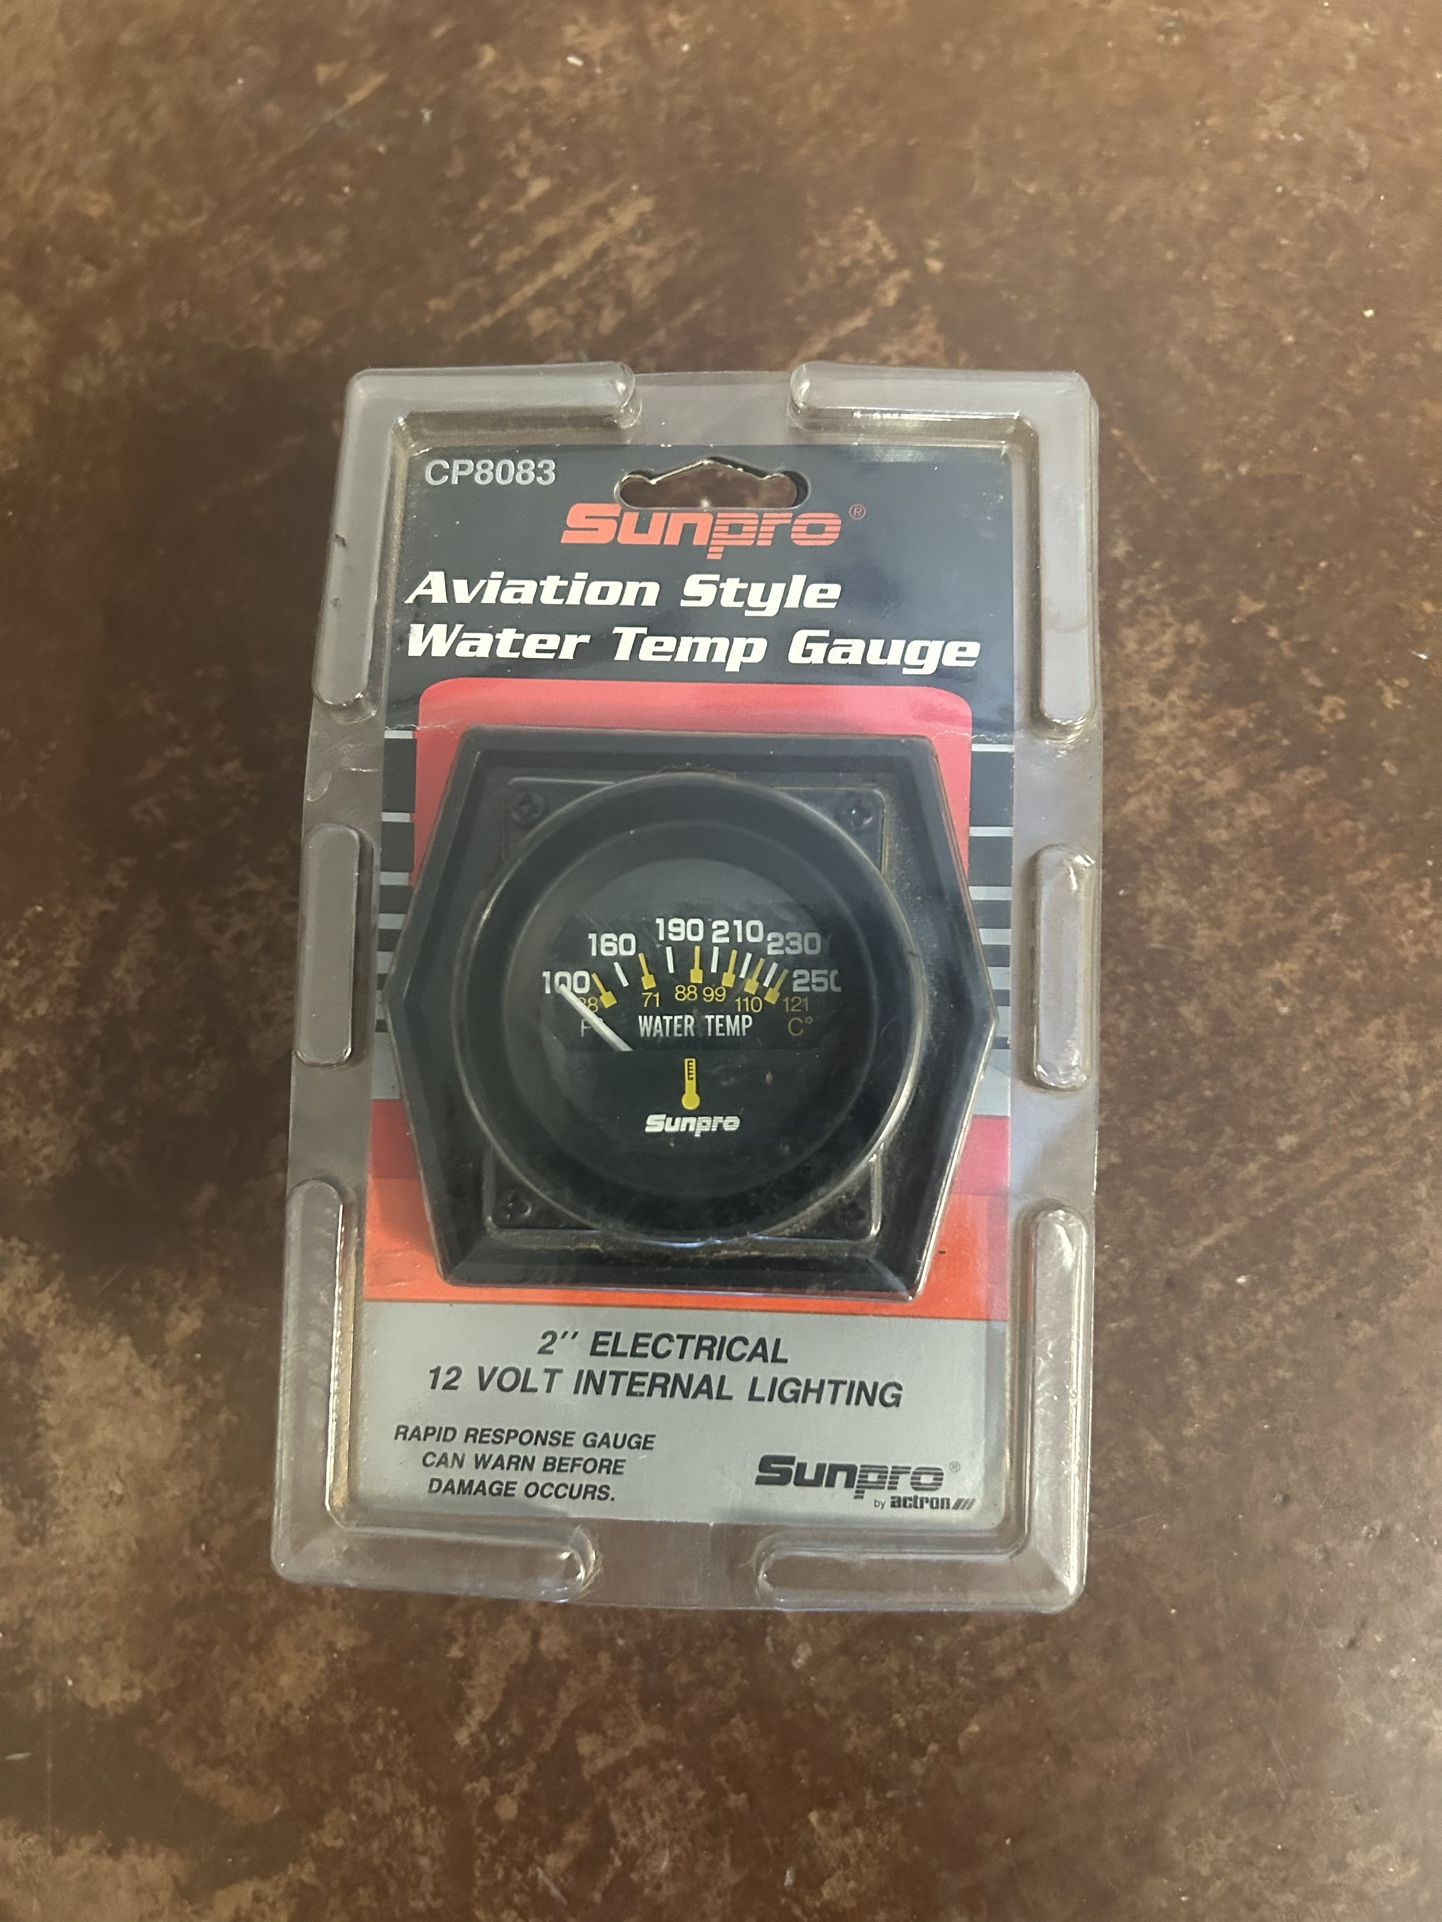 CP8083
Sunpro®
Aviation Style
Water Temp Gauge
100 160 190 210 230 250
38 71 88 99 110 121
F° WATER TEMP C°
Sunpro
2'' ELECTRICAL
12 VOLT INTERNAL LIGHTING
RAPID RESPONSE GAUGE
CAN WARN BEFORE
DAMAGE OCCURS.
Sunpro®
by actron